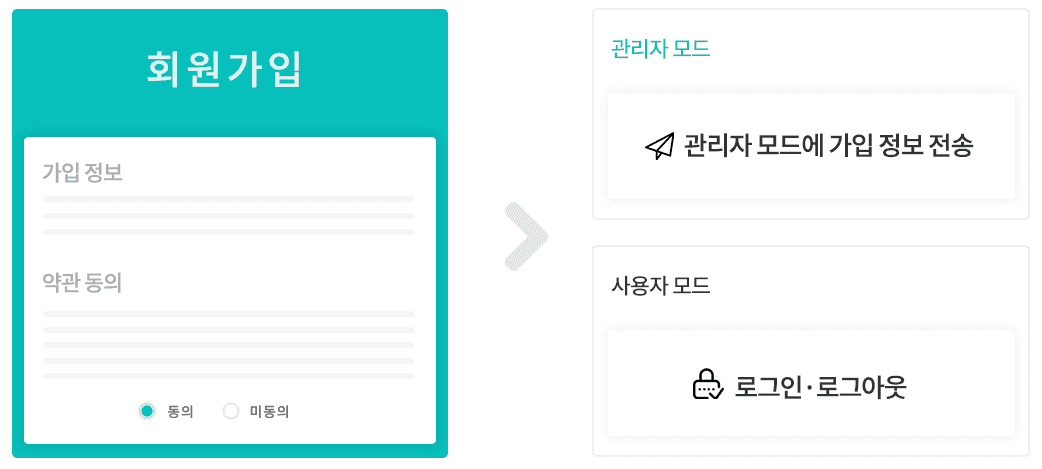 회원가입
가입 정보
약관 동의
동의 미동의
관리자 모드
관리자 모드에 가입 정보 전송
사용자 모드
로그인·로그아웃